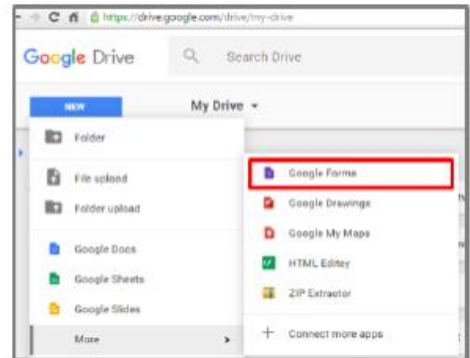 https://drive.google.com/drive/my-drive
Google Drive Search Drive
NEW My Drive
Folder
File upload
Folder upload
Google Docs
Google Sheets
Google Slides
More
Google Forms
Google Drawings
Google My Maps
HTML Editey
ZIP Extractor
Connect more apps